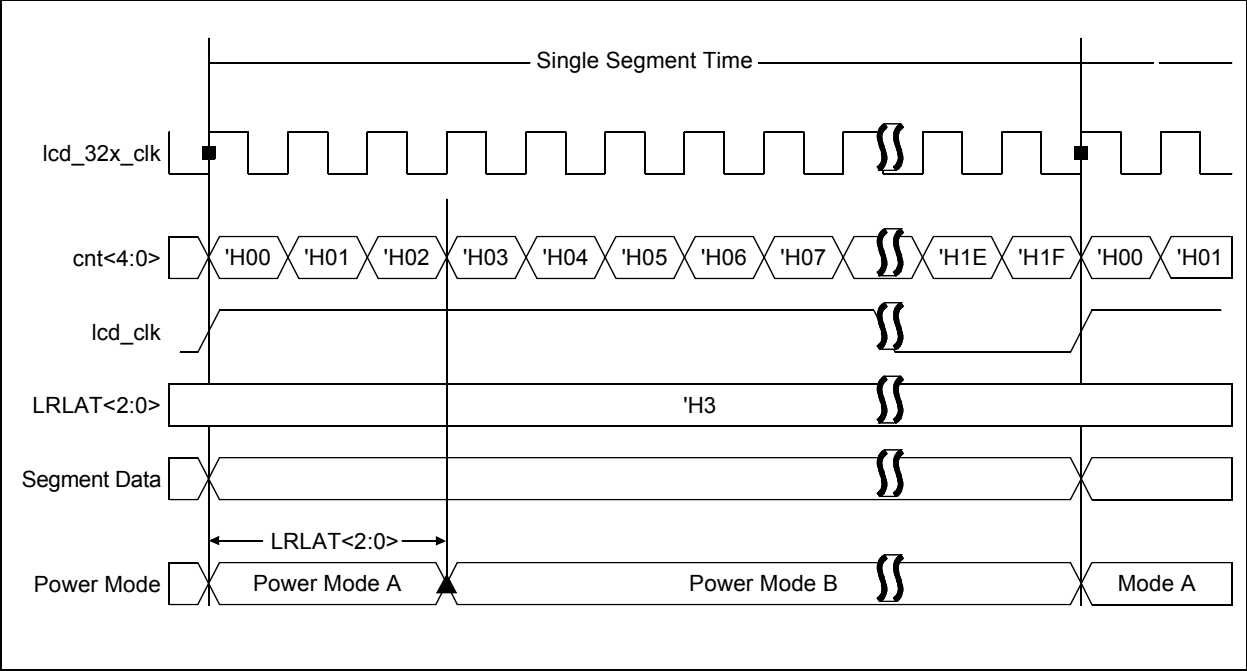 Single Segment Time
lcd_32x_clk
cnt<4:0> 'H00 'H01 'H02 'H03 'H04 'H05 'H06 'H07 'H1E 'H1F 'H00 'H01
lcd_clk
LRLAT<2:0> 'H3
Segment Data
LRLAT<2:0>
Power Mode Power Mode A Power Mode B Mode A